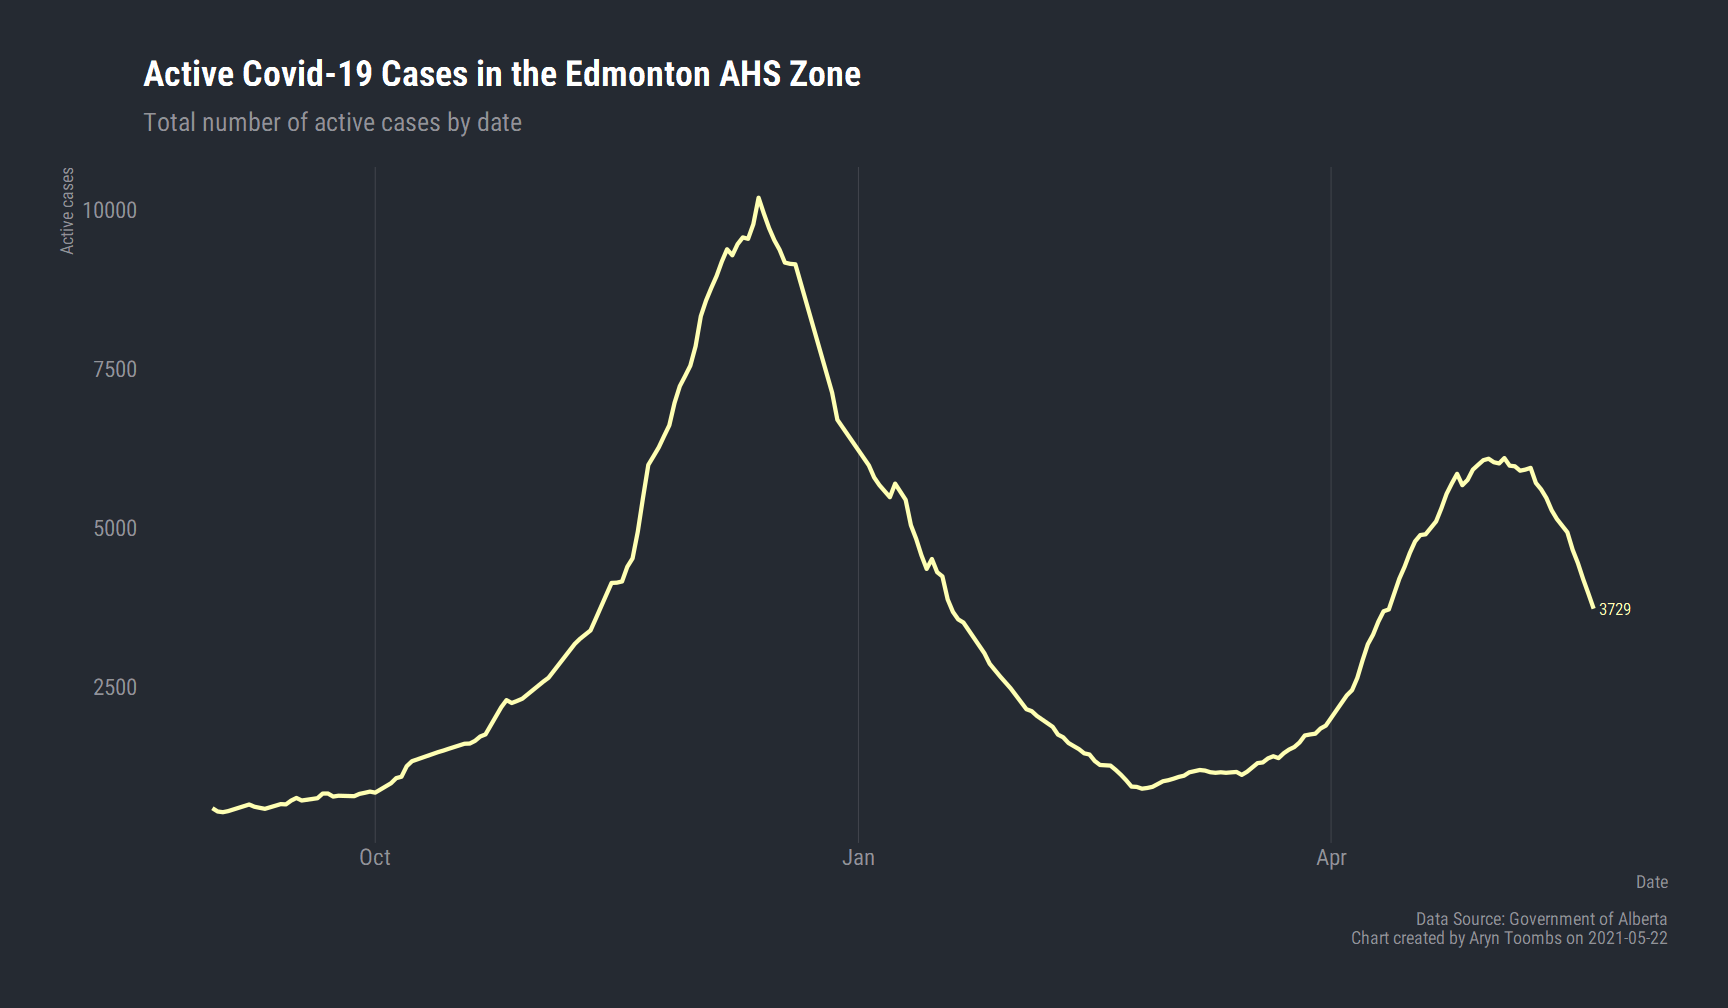 Active Covid-19 Cases in the Edmonton AHS Zone
Total number of active cases by date
Active cases
10000
7500
5000
2500
3729
Oct
Jan
Apr
Date
Data Source: Government of Alberta
Chart created by Aryn Toombs on 2021-05-22